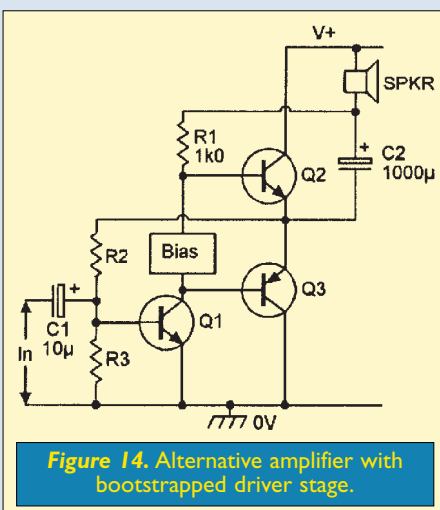 V+
SPKR
R1
1k0
C2
1000µ
+
Q2
R2
Bias
Q3
+
C1
10µ
In
Q1
R3
0V
Figure 14. Alternative amplifier with
bootstrapped driver stage.